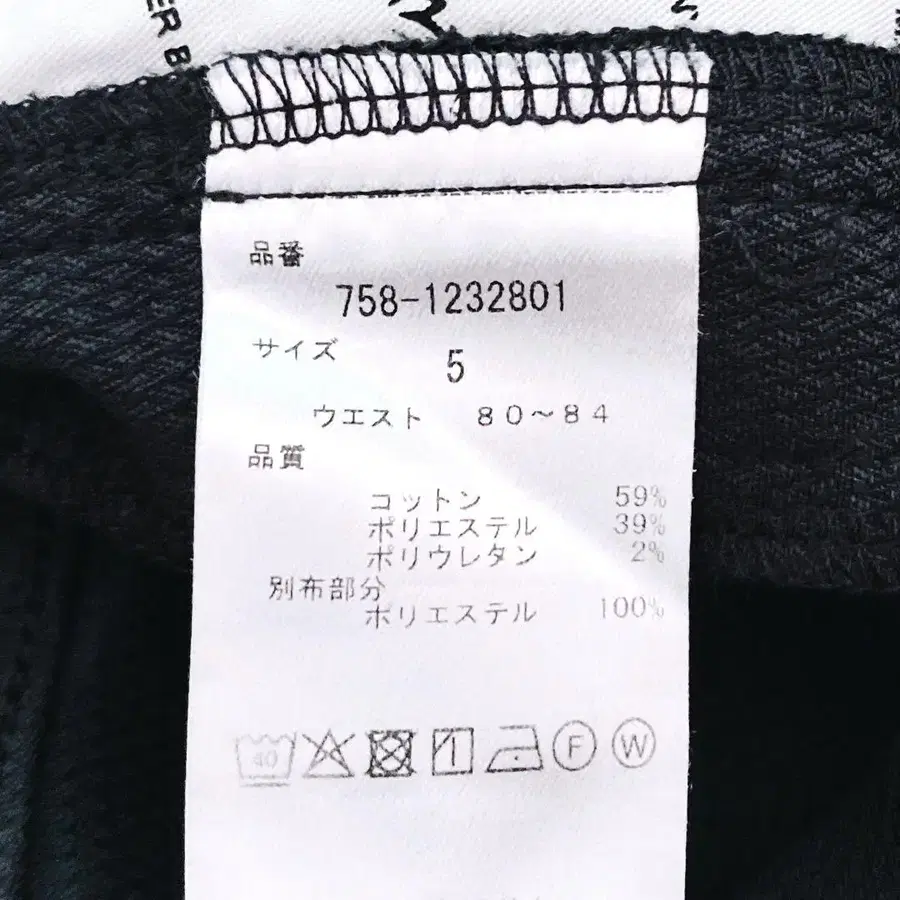 ER B
品番
758-1232801
サイズ
5
ウエスト 80～84
品質
コットン 59%
ポリエステル 39%
ポリウレタン 2%
別布部分
ポリエステル 100%
40
F W